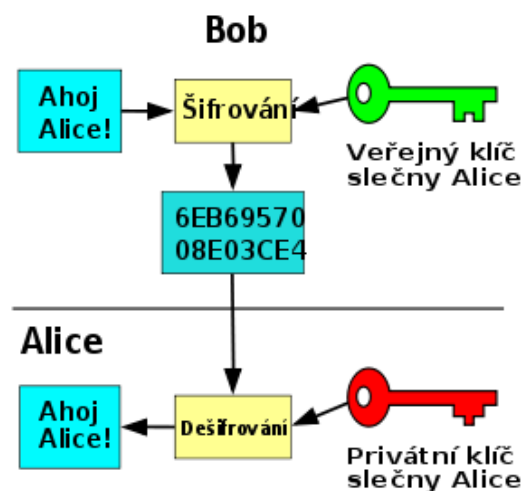 Bob
Ahoj
Alice!
Šifrování
Veřejný klíč
slečny Alice
6EB69570
08E03CE4
Alice
Ahoj
Alice!
Dešifrování
Privátní klíč
slečny Alice